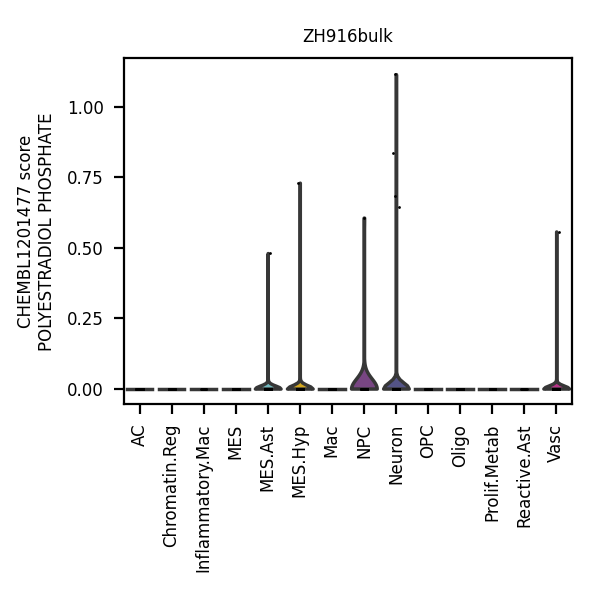 ZH916bulk
CHEMBL1201477 score
POLYESTRADIOL PHOSPHATE
1.00
0.75
0.50
0.25
0.00
AC
Chromatin.Reg
Inflammatory.Mac
MES
MES.Ast
MES.Hyp
Mac
NPC
Neuron
OPC
Oligo
Prolif.Metab
Reactive.Ast
Vasc